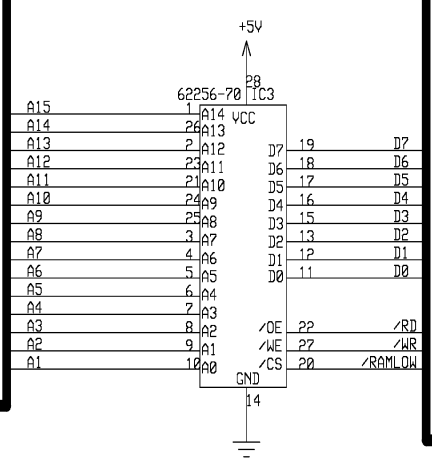 +5V
28
62256-70 IC3
A15 1 A14 VCC
A14 26 A13
A13 2 A12 D7 19 D7
A12 23 A11 D6 18 D6
A11 21 A10 D5 17 D5
A10 24 A9 D4 16 D4
A9 25 A8 D3 15 D3
A8 3 A7 D2 13 D2
A7 4 A6 D1 12 D1
A6 5 A5 D0 11 D0
A5 6 A4
A4 7 A3
A3 8 A2 /OE 22 /RD
A2 9 A1 /WE 27 /WR
A1 10 A0 /CS 20 /RAMLOW
GND
14